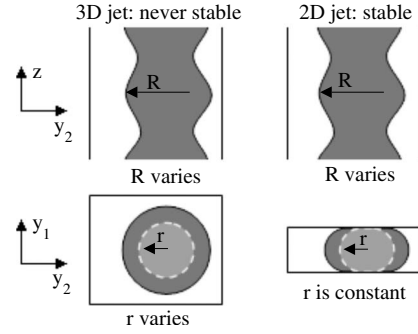 3D jet: never stable
2D jet: stable
z
y2
R
R
R varies
R varies
y1
y2
r
r
r varies
r is constant